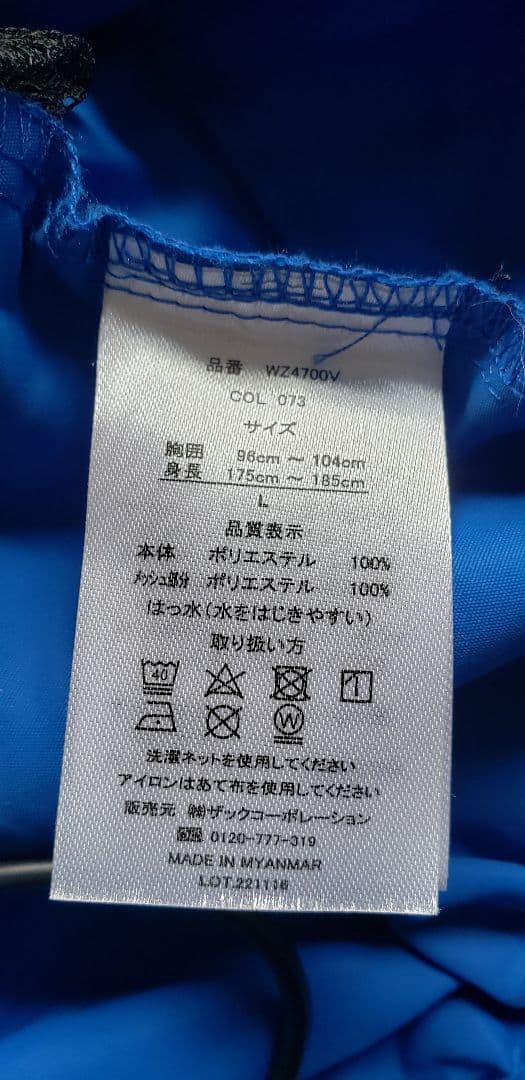 品番 WZ4700V
COL 073
サイズ
胸囲 96cm ～ 104cm
身長 175cm ～ 185cm
L
品質表示
本体 ポリエステル 100%
メッシュ部分 ポリエステル 100%
はっ水(水をはじきやすい)
取り扱い方
40
W
洗濯ネットを使用してください
アイロンはあて布を使用してください
販売元 ㈱ザックコーポレーション
0120-777-319
MADE IN MYANMAR
LOT.221116